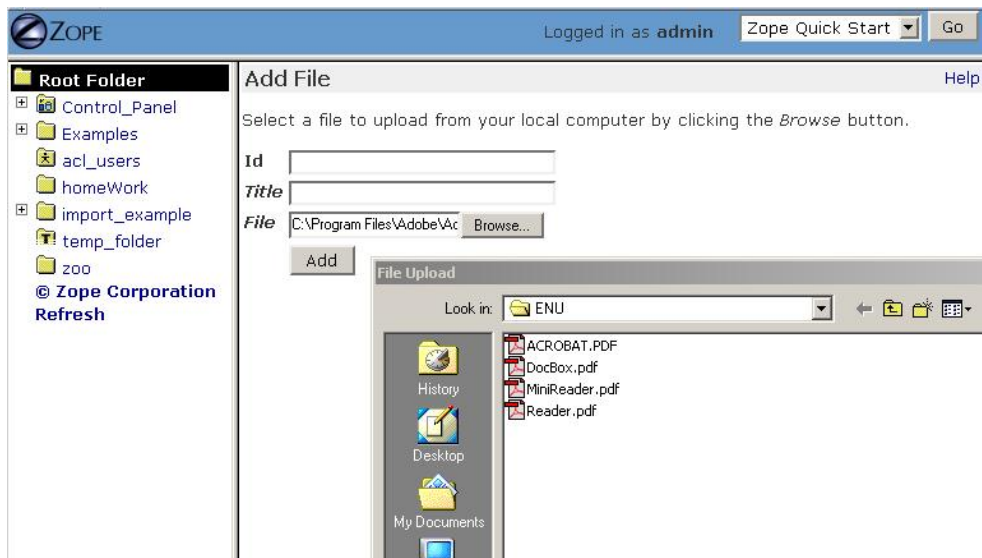 ZOPE
Logged in as admin
Zope Quick Start
Go
Root Folder
Control_Panel
Examples
acl_users
homeWork
import_example
temp_folder
zoo
© Zope Corporation
Refresh
Add File
Help
Select a file to upload from your local computer by clicking the Browse button.
Id
Title
File C:\Program Files\Adobe\Ac Browse...
Add
File Upload
Look in: ENU
History
Desktop
My Documents
ACROBAT.PDF
DocBox.pdf
MiniReader.pdf
Reader.pdf